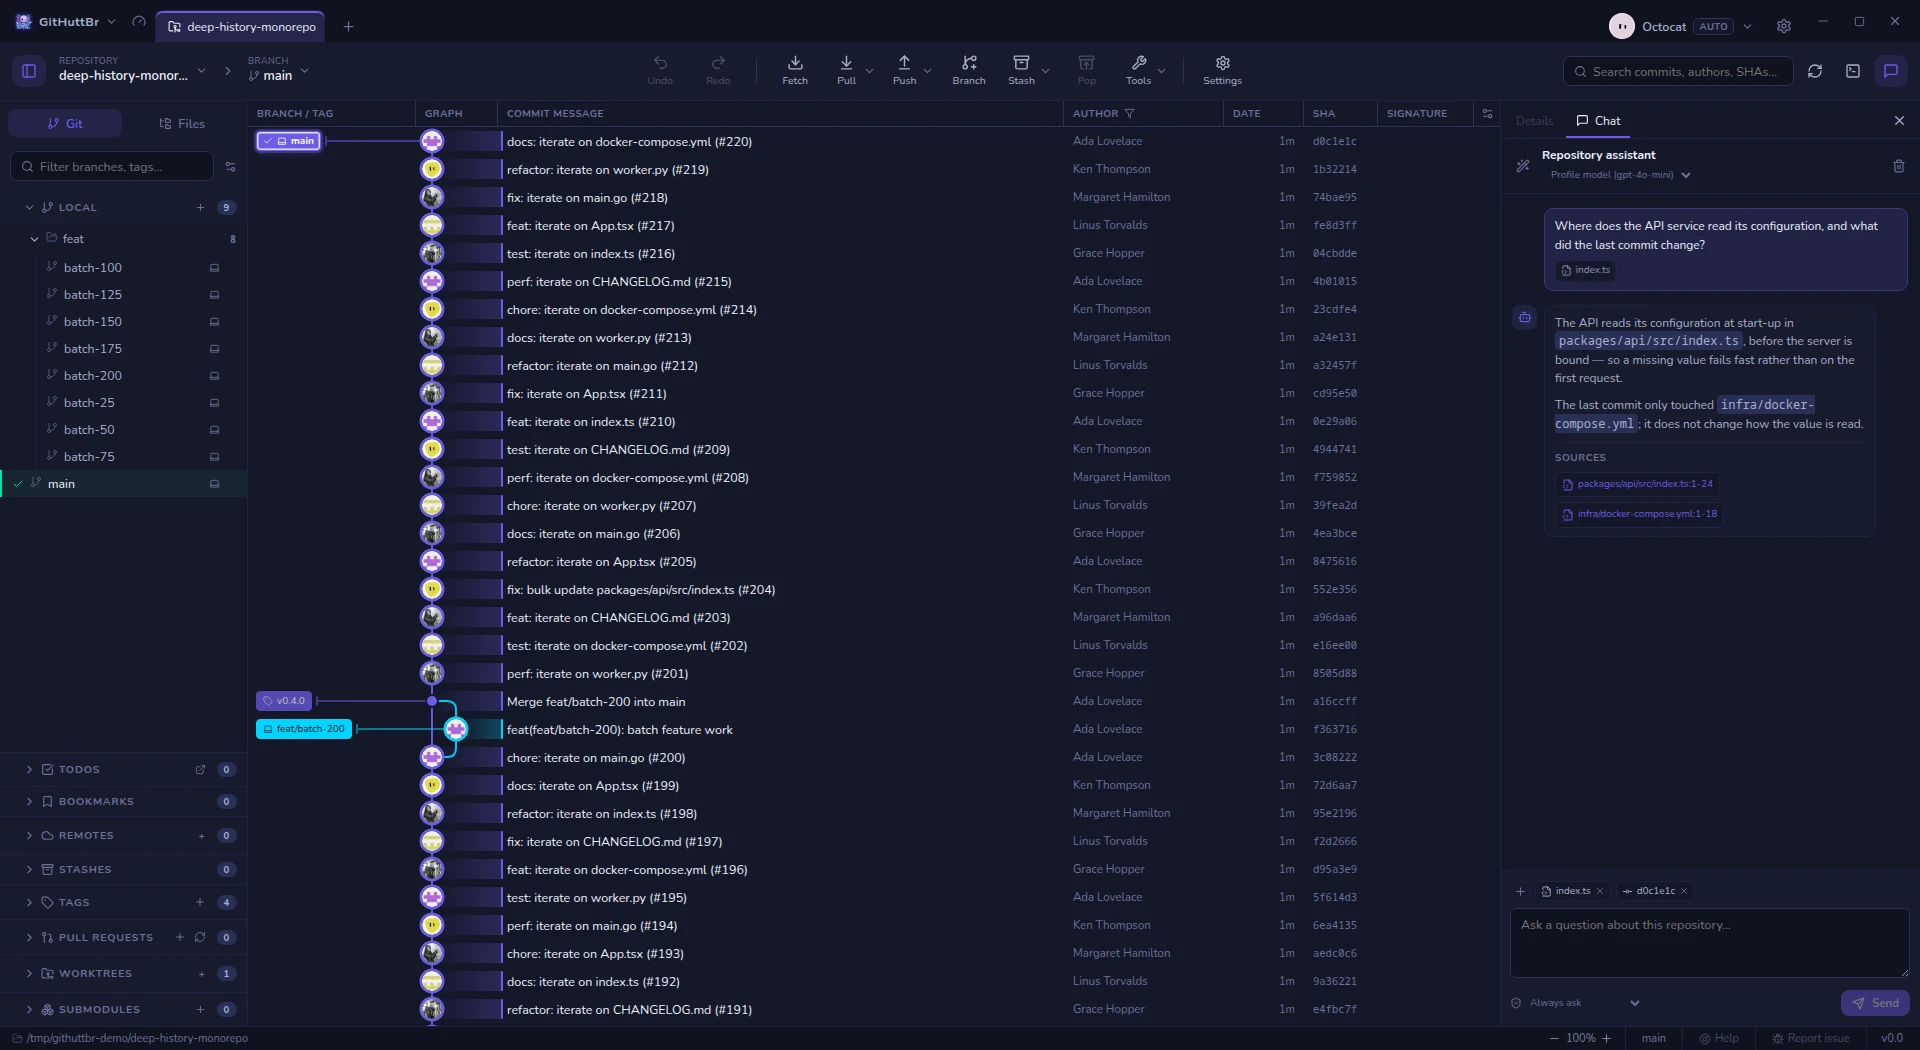 GitHuttBr
deep-history-monorepo
Octocat AUTO
REPOSITORY
deep-history-monor...
BRANCH
main
Undo
Redo
Fetch
Pull
Push
Branch
Stash
Pop
Tools
Settings
Search commits, authors, SHAs...
Git
Files
Filter branches, tags...
LOCAL 9
feat 8
batch-100
batch-125
batch-150
batch-175
batch-200
batch-25
batch-50
batch-75
main
TODOS 0
BOOKMARKS 0
REMOTES 0
STASHES 0
TAGS 4
PULL REQUESTS 0
WORKTREES 1
SUBMODULES 0
BRANCH / TAG GRAPH COMMIT MESSAGE AUTHOR DATE SHA SIGNATURE
main docs: iterate on docker-compose.yml (#220) Ada Lovelace 1m d0c1e1c
refactor: iterate on worker.py (#219) Ken Thompson 1m 1b32214
fix: iterate on main.go (#218) Margaret Hamilton 1m 74bae95
feat: iterate on App.tsx (#217) Linus Torvalds 1m fe8d3ff
test: iterate on index.ts (#216) Grace Hopper 1m 04cbdde
perf: iterate on CHANGELOG.md (#215) Ada Lovelace 1m 4b01015
chore: iterate on docker-compose.yml (#214) Ken Thompson 1m 23cdfe4
docs: iterate on worker.py (#213) Margaret Hamilton 1m a24e131
refactor: iterate on main.go (#212) Linus Torvalds 1m a32457f
fix: iterate on App.tsx (#211) Grace Hopper 1m cd95e50
feat: iterate on index.ts (#210) Ada Lovelace 1m 0e29a06
test: iterate on CHANGELOG.md (#209) Ken Thompson 1m 4944741
perf: iterate on docker-compose.yml (#208) Margaret Hamilton 1m f759852
chore: iterate on worker.py (#207) Linus Torvalds 1m 39fea2d
docs: iterate on main.go (#206) Grace Hopper 1m 4ea3bce
refactor: iterate on App.tsx (#205) Ada Lovelace 1m 8475616
fix: bulk update packages/api/src/index.ts (#204) Ken Thompson 1m 552e356
feat: iterate on CHANGELOG.md (#203) Margaret Hamilton 1m a96daa6
test: iterate on docker-compose.yml (#202) Linus Torvalds 1m e16ee00
perf: iterate on worker.py (#201) Grace Hopper 1m 8505d88
v0.4.0 Merge feat/batch-200 into main Ada Lovelace 1m a16ccff
feat/batch-200 feat(feat/batch-200): batch feature work Ada Lovelace 1m f363716
chore: iterate on main.go (#200) Ada Lovelace 1m 3c08222
docs: iterate on App.tsx (#199) Ken Thompson 1m 72d6aa7
refactor: iterate on index.ts (#198) Margaret Hamilton 1m 95e2196
fix: iterate on CHANGELOG.md (#197) Linus Torvalds 1m f2d2666
feat: iterate on docker-compose.yml (#196) Grace Hopper 1m d95a3e9
test: iterate on worker.py (#195) Ada Lovelace 1m 5f614d3
perf: iterate on main.go (#194) Ken Thompson 1m 6ea4135
chore: iterate on App.tsx (#193) Margaret Hamilton 1m aedc0c6
docs: iterate on index.ts (#192) Linus Torvalds 1m 9a36221
refactor: iterate on CHANGELOG.md (#191) Grace Hopper 1m e4fbc7f
Details
Chat
Repository assistant
Profile model (gpt-4o-mini)
Where does the API service read its configuration, and what
did the last commit change?
index.ts
The API reads its configuration at start-up in
packages/api/src/index.ts, before the server is
bound — so a missing value fails fast rather than on the
first request.
The last commit only touched infra/docker-
compose.yml; it does not change how the value is read.
SOURCES
packages/api/src/index.ts:1-24
infra/docker-compose.yml:1-18
index.ts d0c1e1c
Ask a question about this repository...
Always ask
Send
/tmp/githuttbr-demo/deep-history-monorepo
100%
main
Help
Report issue
v0.0